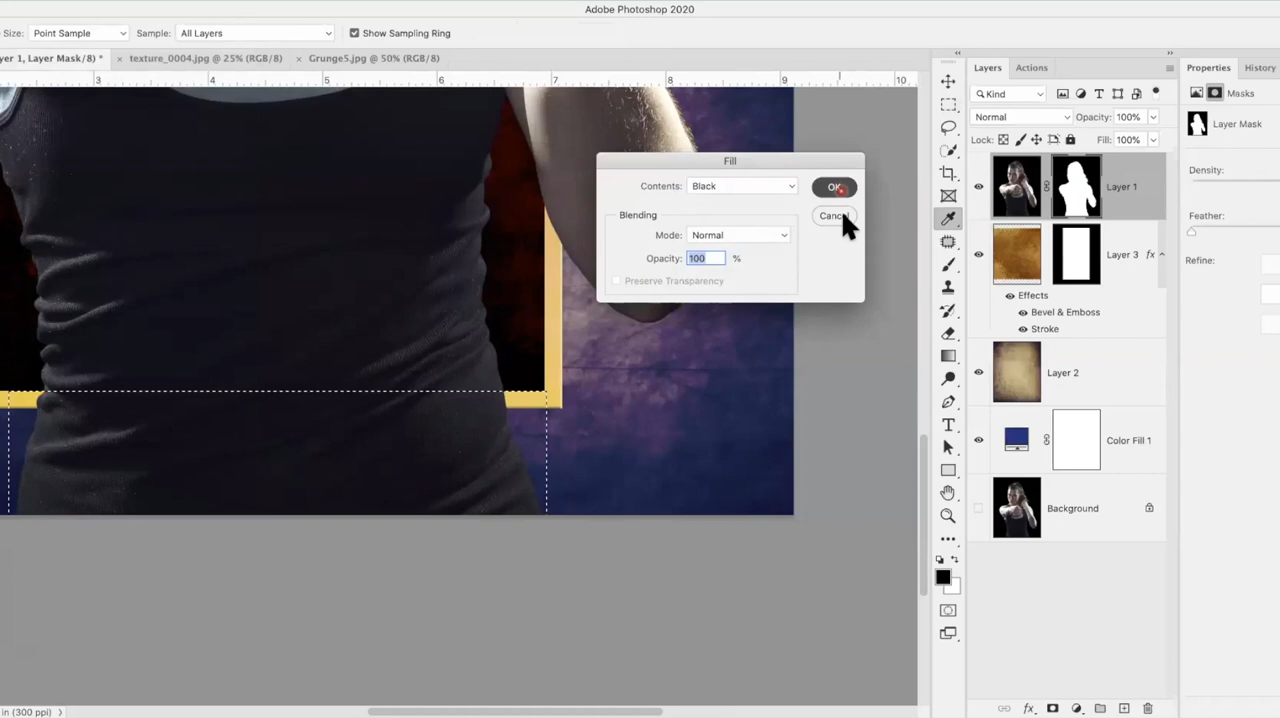 Adobe Photoshop 2020
Size: Point Sample Sample: All Layers Show Sampling Ring
yer 1, Layer Mask/8) * × texture_0004.jpg @ 25% (RGB/8) × Grunge5.jpg @ 50% (RGB/8)
3 4 5 6 7 8 9 10
Layers Actions
Properties History
Kind
Masks
Normal Opacity: 100%
Lock: Fill: 100%
Layer Mask
Fill
Contents: Black OK
Cancel
Blending
Mode: Normal
Opacity: 100 %
Preserve Transparency
Layer 1
Density:
Feather:
Layer 3 fx
Refine:
Effects
Bevel & Emboss
Stroke
Layer 2
Color Fill 1
Background
in (300 ppi)
fx